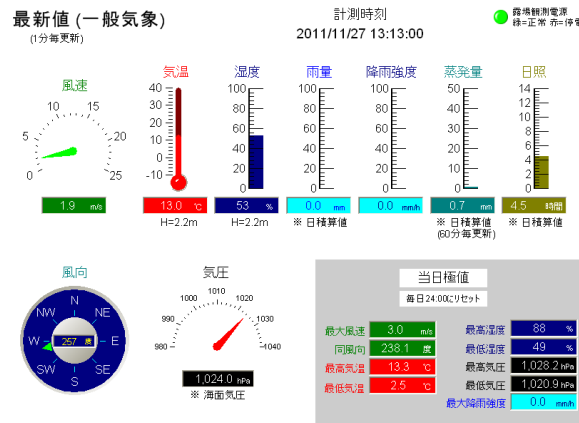 最新値 (一般気象)
(1分毎更新)
計測時刻
2011/11/27 13:13:00
露場観測電源
緑=正常 赤=停電
風速
0 5 10 15 20 25
1.9 m/s
気温
40
30
20
10
0
-10
13.0 ℃
H=2.2m
湿度
100
80
60
40
20
0
53 %
H=2.2m
雨量
100
80
60
40
20
0
0.0 mm
※ 日積算値
降雨強度
100
80
60
40
20
0
0.0 mm/h
蒸発量
50
40
30
20
10
0
0.7 mm
※ 日積算値
(60分毎更新)
日照
14
12
10
8
6
4
2
0
4.5 時間
※ 日積算値
風向
N
NE
E
SE
S
SW
W
NW
257 度
気圧
980 990 1000 1010 1020 1030 1040
1,024.0 hPa
※ 海面気圧
当日極値
毎日24:00にリセット
最大風速 3.0 m/s
同風向 238.1 度
最高気温 13.3 ℃
最低気温 2.5 ℃
最高湿度 88 %
最低湿度 49 %
最高気圧 1,028.2 hPa
最低気圧 1,020.9 hPa
最大降雨強度 0.0 mm/h